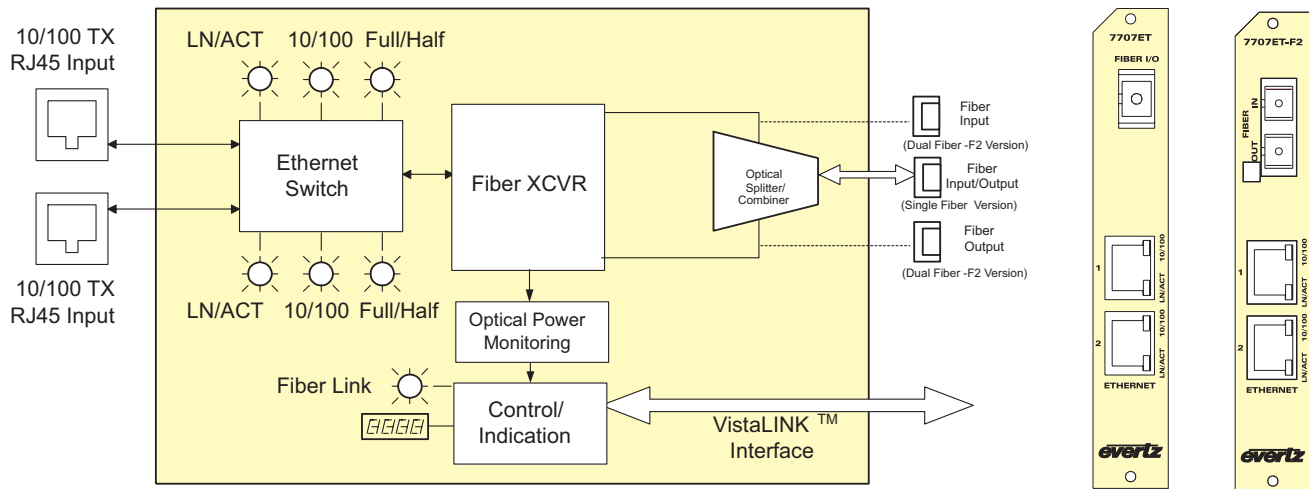 10/100 TX
RJ45 Input
10/100 TX
RJ45 Input
LN/ACT 10/100 Full/Half
Ethernet
Switch
LN/ACT 10/100 Full/Half
Fiber XCVR
Optical
Splitter/
Combiner
Fiber
Input
(Dual Fiber -F2 Version)
Fiber
Input/Output
(Single Fiber Version)
Fiber
Output
(Dual Fiber -F2 Version)
Optical Power
Monitoring
Fiber Link
Control/
Indication
VistaLINK TM
Interface
7707ET
FIBER I/O
1
LN/ACT 10/100
2
LN/ACT 10/100
ETHERNET
evertz
7707ET-F2
FIBER
IN
OUT
1
LN/ACT 10/100
2
LN/ACT 10/100
ETHERNET
evertz